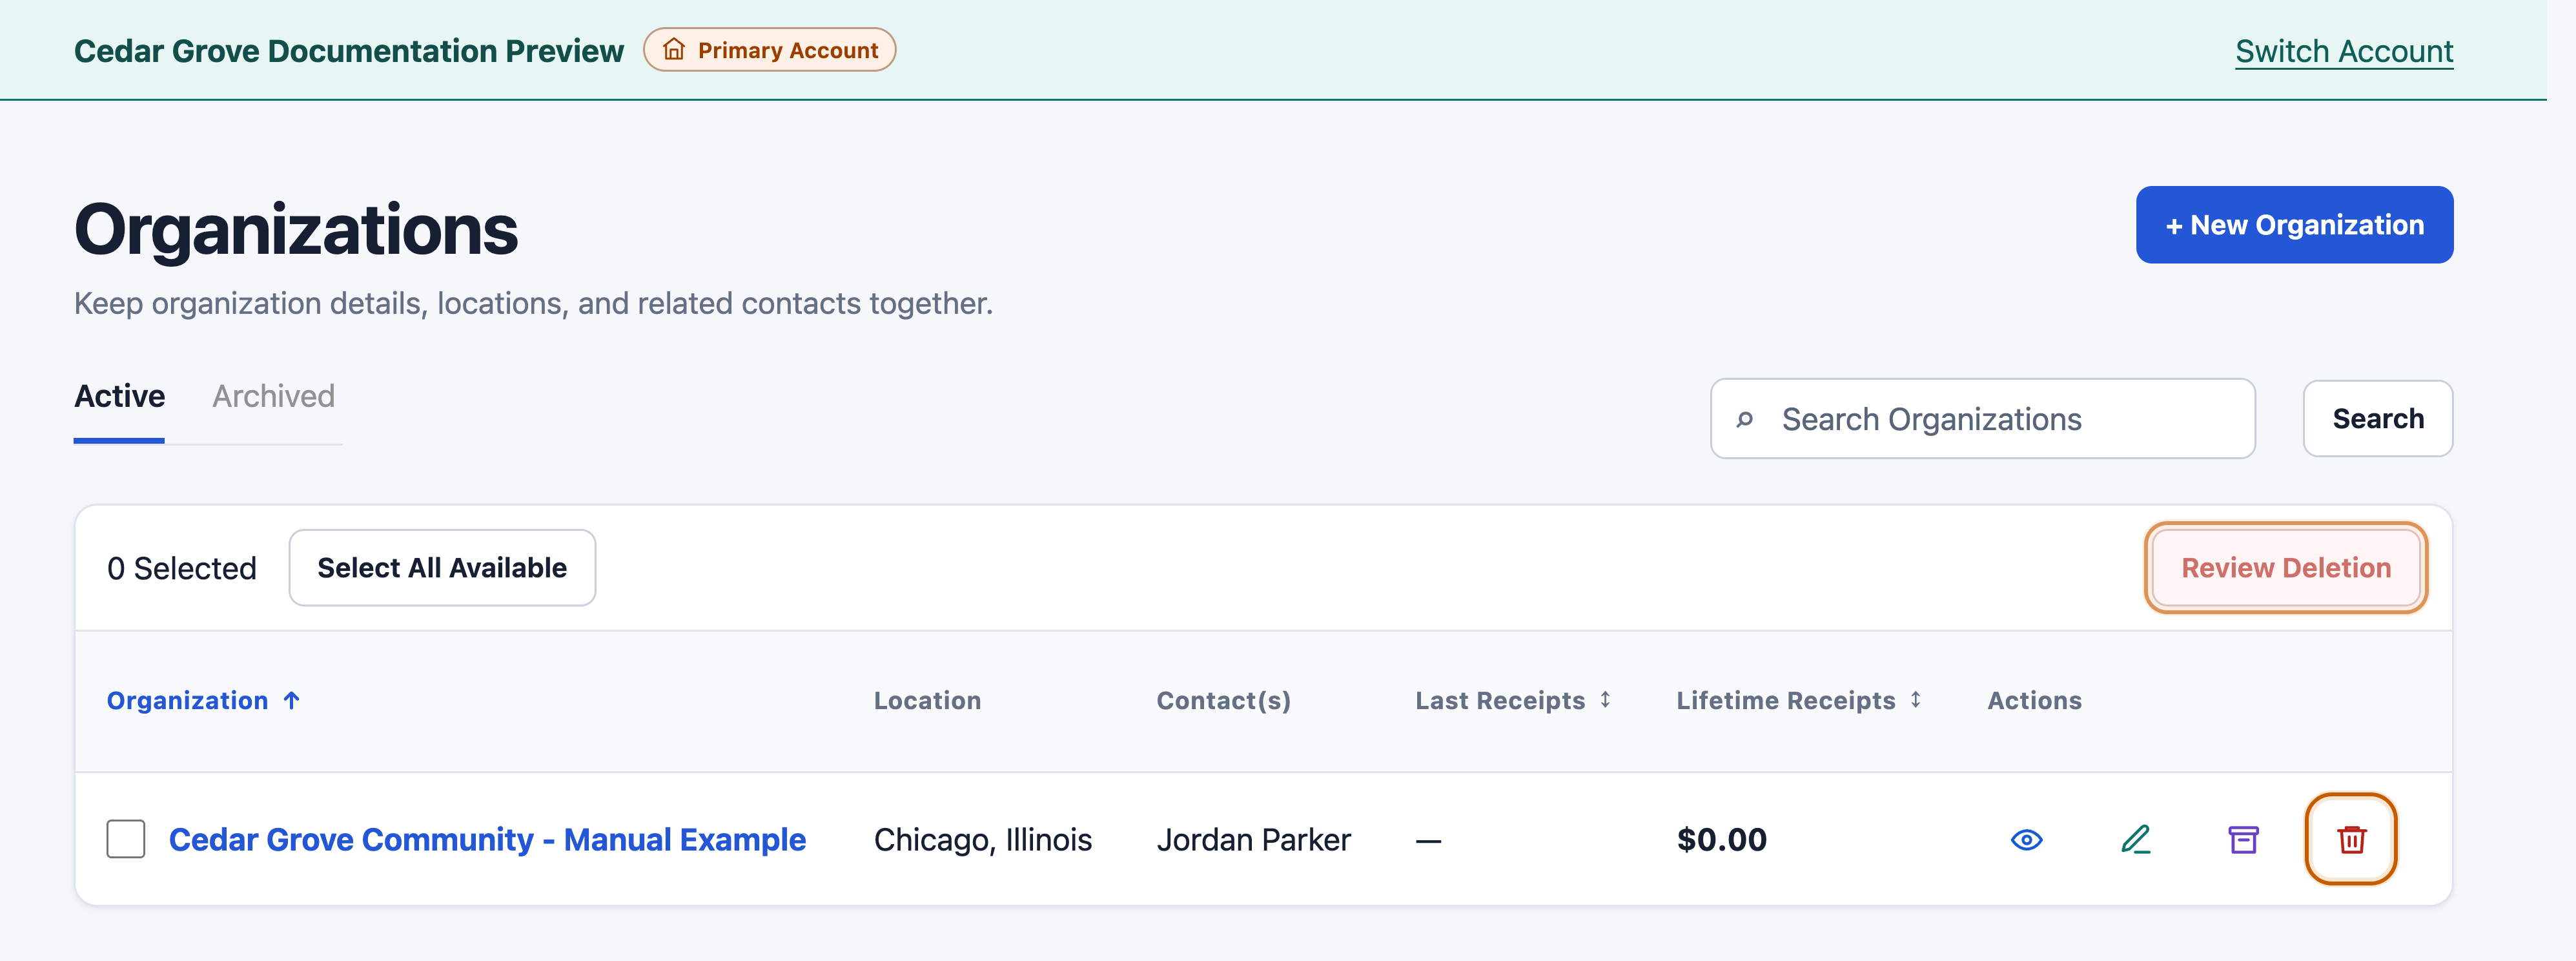 Cedar Grove Documentation Preview Primary Account Switch Account
Organizations
+ New Organization
Keep organization details, locations, and related contacts together.
Active Archived
Search Organizations Search
0 Selected Select All Available Review Deletion
Organization ↑ Location Contact(s) Last Receipts ↕ Lifetime Receipts ↕ Actions
Cedar Grove Community - Manual Example Chicago, Illinois Jordan Parker — $0.00